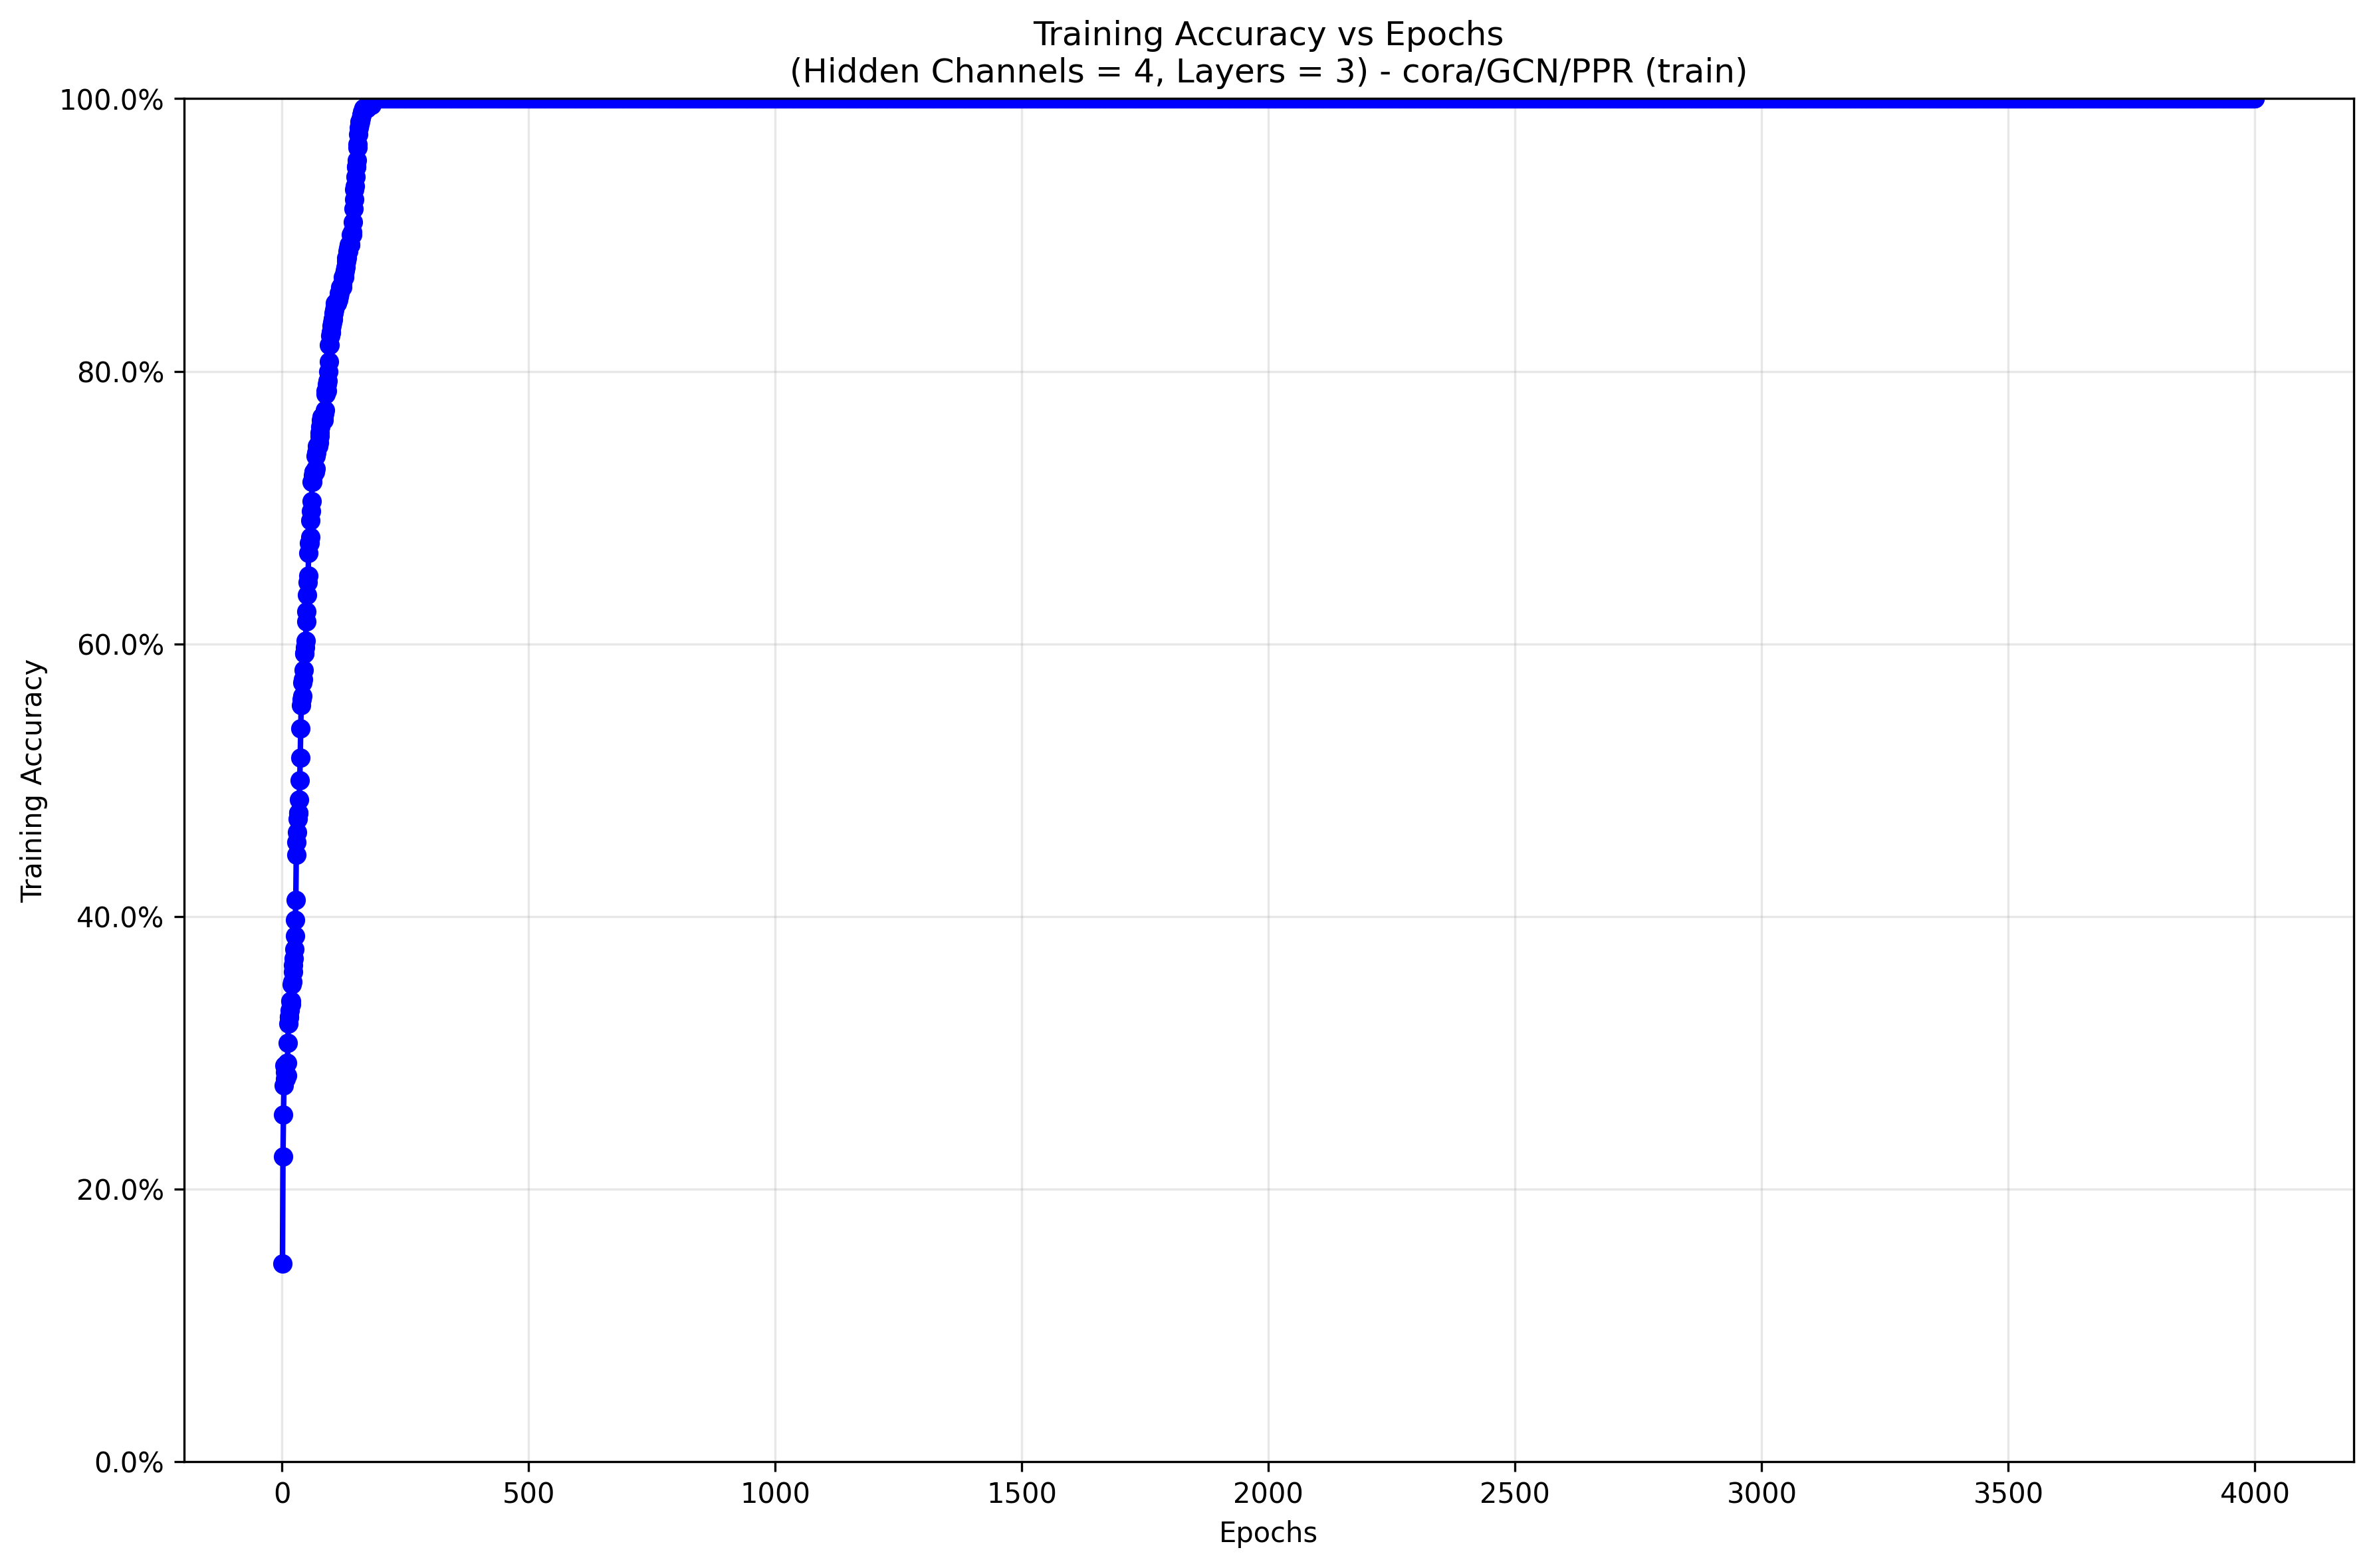 Training Accuracy vs Epochs
(Hidden Channels = 4, Layers = 3) - cora/GCN/PPR (train)
100.0%
80.0%
60.0%
40.0%
20.0%
0.0%
Training Accuracy
0 500 1000 1500 2000 2500 3000 3500 4000
Epochs